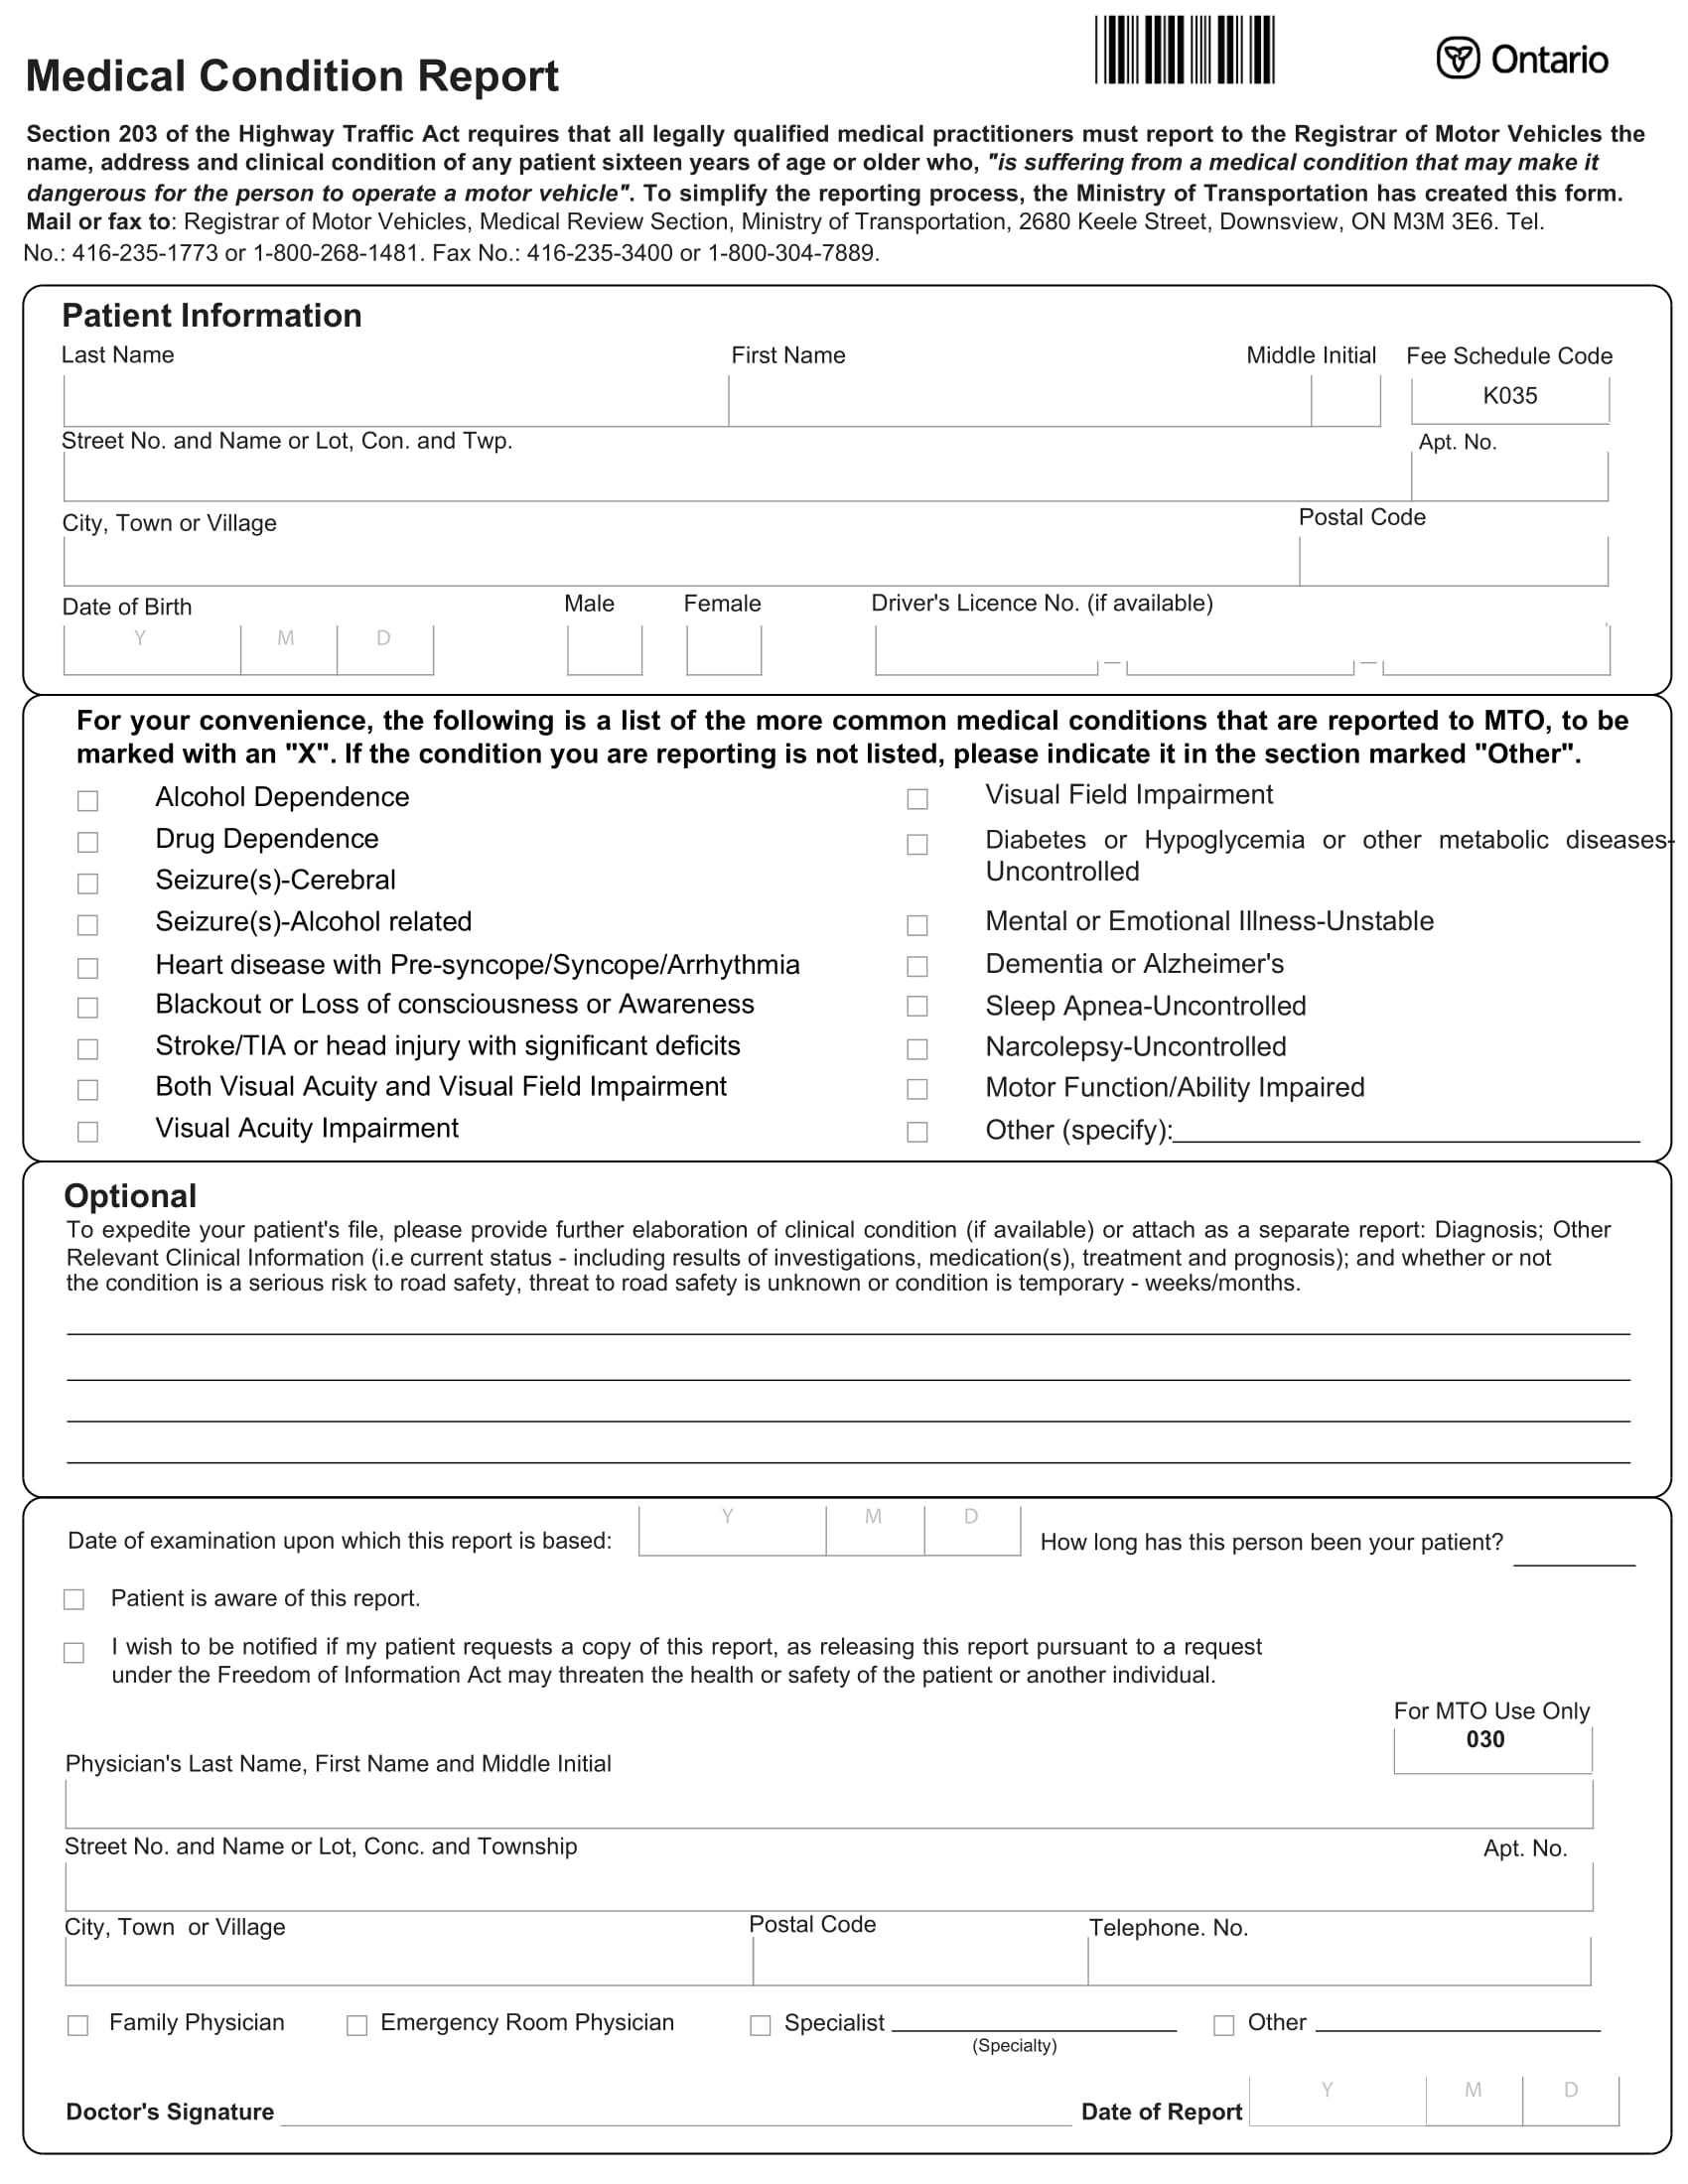 Ontario
Medical Condition Report
Section 203 of the Highway Traffic Act requires that all legally qualified medical practitioners must report to the Registrar of Motor Vehicles the
name, address and clinical condition of any patient sixteen years of age or older who, "is suffering from a medical condition that may make it
dangerous for the person to operate a motor vehicle". To simplify the reporting process, the Ministry of Transportation has created this form.
Mail or fax to: Registrar of Motor Vehicles, Medical Review Section, Ministry of Transportation, 2680 Keele Street, Downsview, ON M3M 3E6. Tel.
No.: 416-235-1773 or 1-800-268-1481. Fax No.: 416-235-3400 or 1-800-304-7889.
Patient Information
Last Name First Name Middle Initial Fee Schedule Code
K035
Street No. and Name or Lot, Con. and Twp. Apt. No.
City, Town or Village Postal Code
Date of Birth Male Female Driver's Licence No. (if available)
Y M D
For your convenience, the following is a list of the more common medical conditions that are reported to MTO, to be
marked with an "X". If the condition you are reporting is not listed, please indicate it in the section marked "Other".
Alcohol Dependence
Drug Dependence
Seizure(s)-Cerebral
Seizure(s)-Alcohol related
Heart disease with Pre-syncope/Syncope/Arrhythmia
Blackout or Loss of consciousness or Awareness
Stroke/TIA or head injury with significant deficits
Both Visual Acuity and Visual Field Impairment
Visual Acuity Impairment
Visual Field Impairment
Diabetes or Hypoglycemia or other metabolic diseases-
Uncontrolled
Mental or Emotional Illness-Unstable
Dementia or Alzheimer's
Sleep Apnea-Uncontrolled
Narcolepsy-Uncontrolled
Motor Function/Ability Impaired
Other (specify):
Optional
To expedite your patient's file, please provide further elaboration of clinical condition (if available) or attach as a separate report: Diagnosis; Other
Relevant Clinical Information (i.e current status - including results of investigations, medication(s), treatment and prognosis); and whether or not
the condition is a serious risk to road safety, threat to road safety is unknown or condition is temporary - weeks/months.
Y M D
Date of examination upon which this report is based: How long has this person been your patient?
Patient is aware of this report.
I wish to be notified if my patient requests a copy of this report, as releasing this report pursuant to a request
under the Freedom of Information Act may threaten the health or safety of the patient or another individual.
For MTO Use Only
030
Physician's Last Name, First Name and Middle Initial
Street No. and Name or Lot, Conc. and Township Apt. No.
City, Town or Village Postal Code Telephone. No.
Family Physician Emergency Room Physician Specialist Other
(Specialty)
Y M D
Doctor's Signature Date of Report